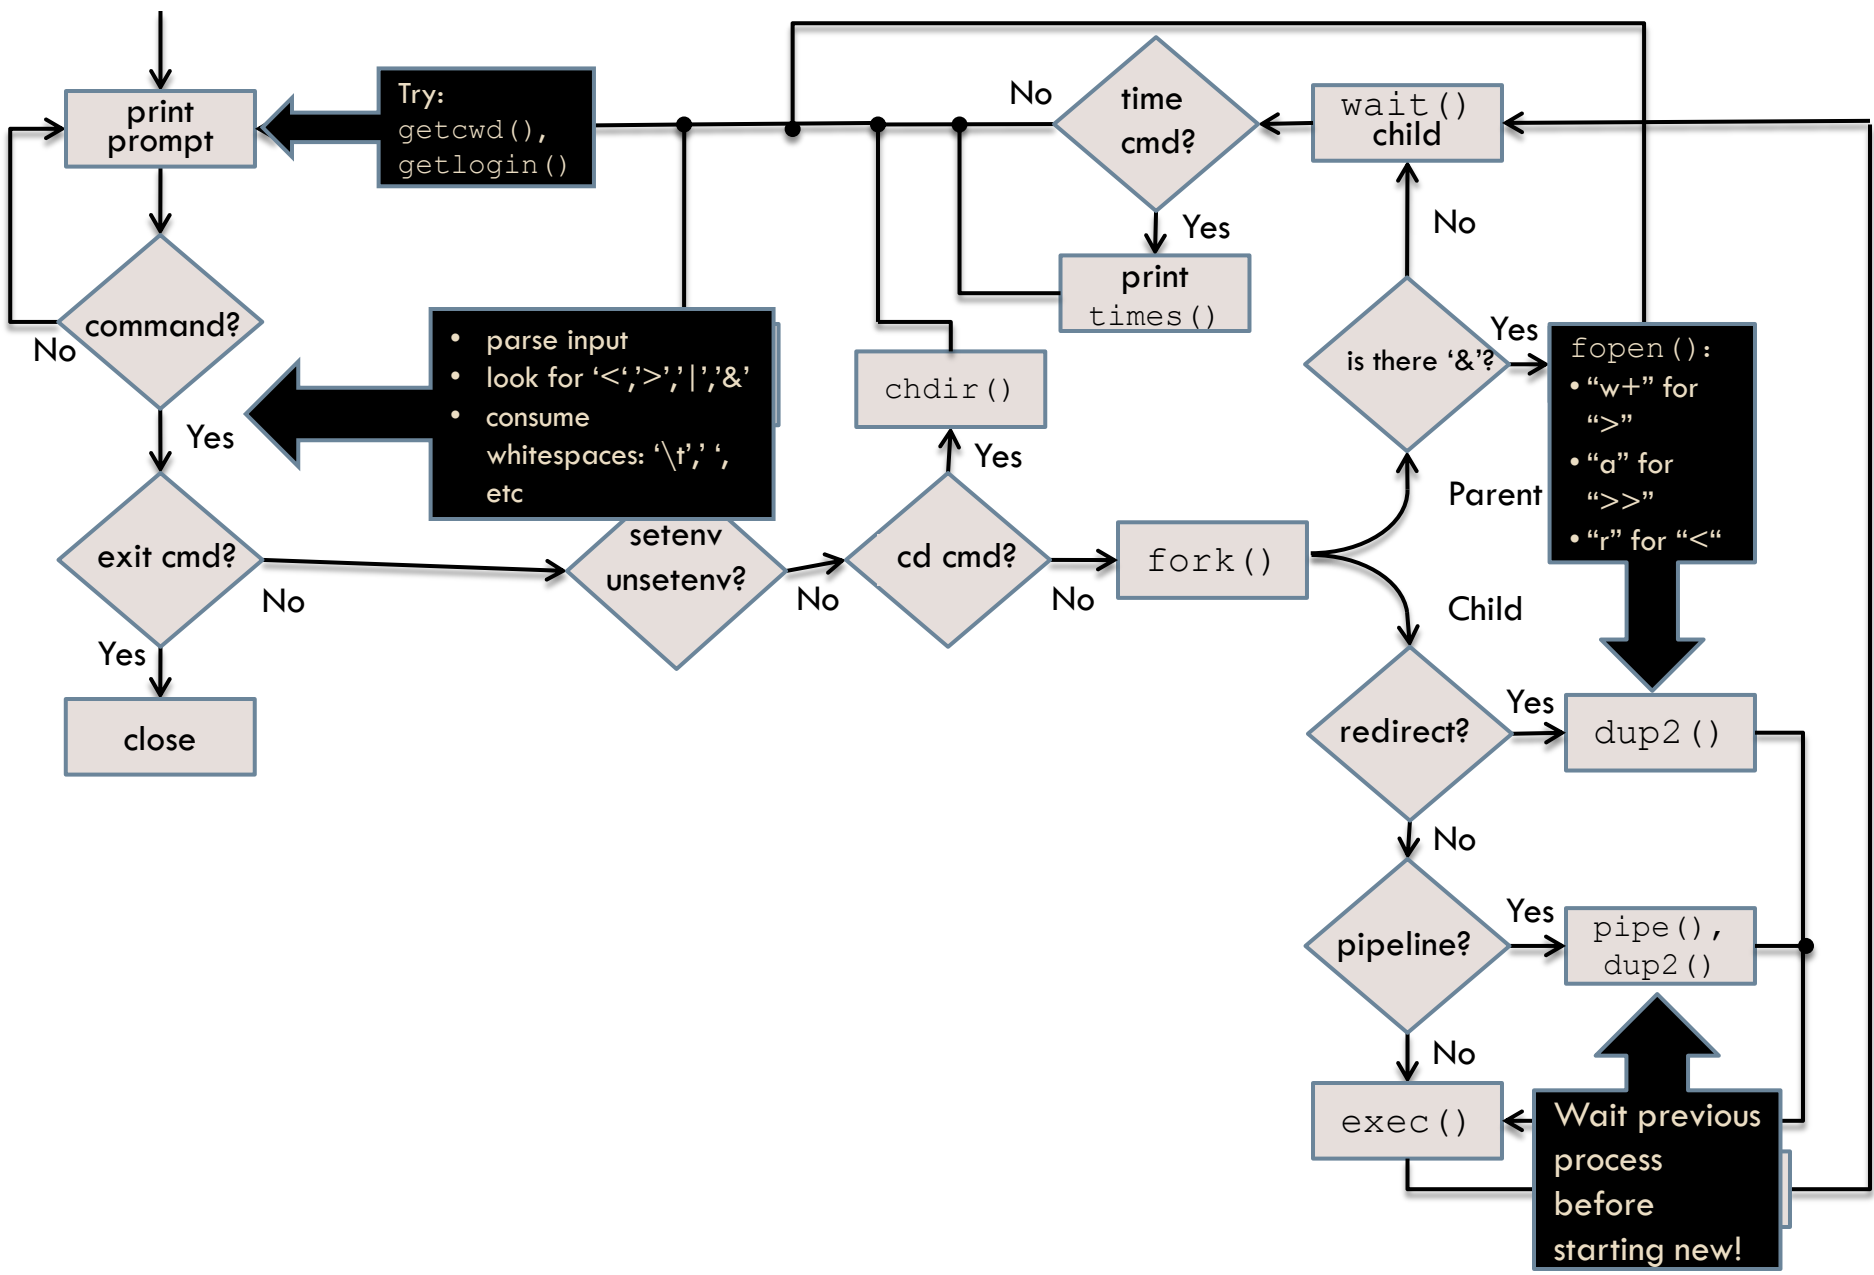 print
prompt
Try:
getcwd(),
getlogin()
No
time
cmd?
wait()
child
Yes
No
print
times()
command?
No
• parse input
• look for ‘<‘,’>’,’|’,’&’
• consume
whitespaces: ‘\t’,’ ‘,
etc
chdir()
is there ‘&’?
Yes
fopen():
• “w+” for
“>”
• “a” for
“>>”
• “r” for “<“
Yes
Yes
Parent
exit cmd?
No
setenv
unsetenv?
No
cd cmd?
No
fork()
Child
Yes
close
redirect?
Yes
dup2()
No
pipeline?
Yes
pipe(),
dup2()
No
exec()
Wait previous
process
before
starting new!